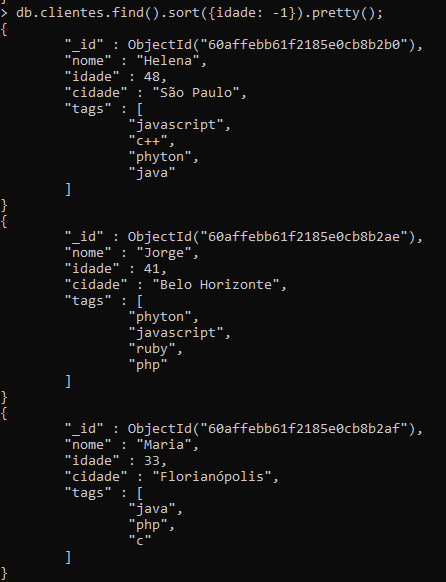 > db.clientes.find().sort({idade: -1}).pretty();
{
        "_id" : ObjectId("60affebb61f2185e0cb8b2b0"),
        "nome" : "Helena",
        "idade" : 48,
        "cidade" : "São Paulo",
        "tags" : [
                "javascript",
                "c++",
                "phyton",
                "java"
        ]
}
{
        "_id" : ObjectId("60affebb61f2185e0cb8b2ae"),
        "nome" : "Jorge",
        "idade" : 41,
        "cidade" : "Belo Horizonte",
        "tags" : [
                "phyton",
                "javascript",
                "ruby",
                "php"
        ]
}
{
        "_id" : ObjectId("60affebb61f2185e0cb8b2af"),
        "nome" : "Maria",
        "idade" : 33,
        "cidade" : "Florianópolis",
        "tags" : [
                "java",
                "php",
                "c"
        ]
}